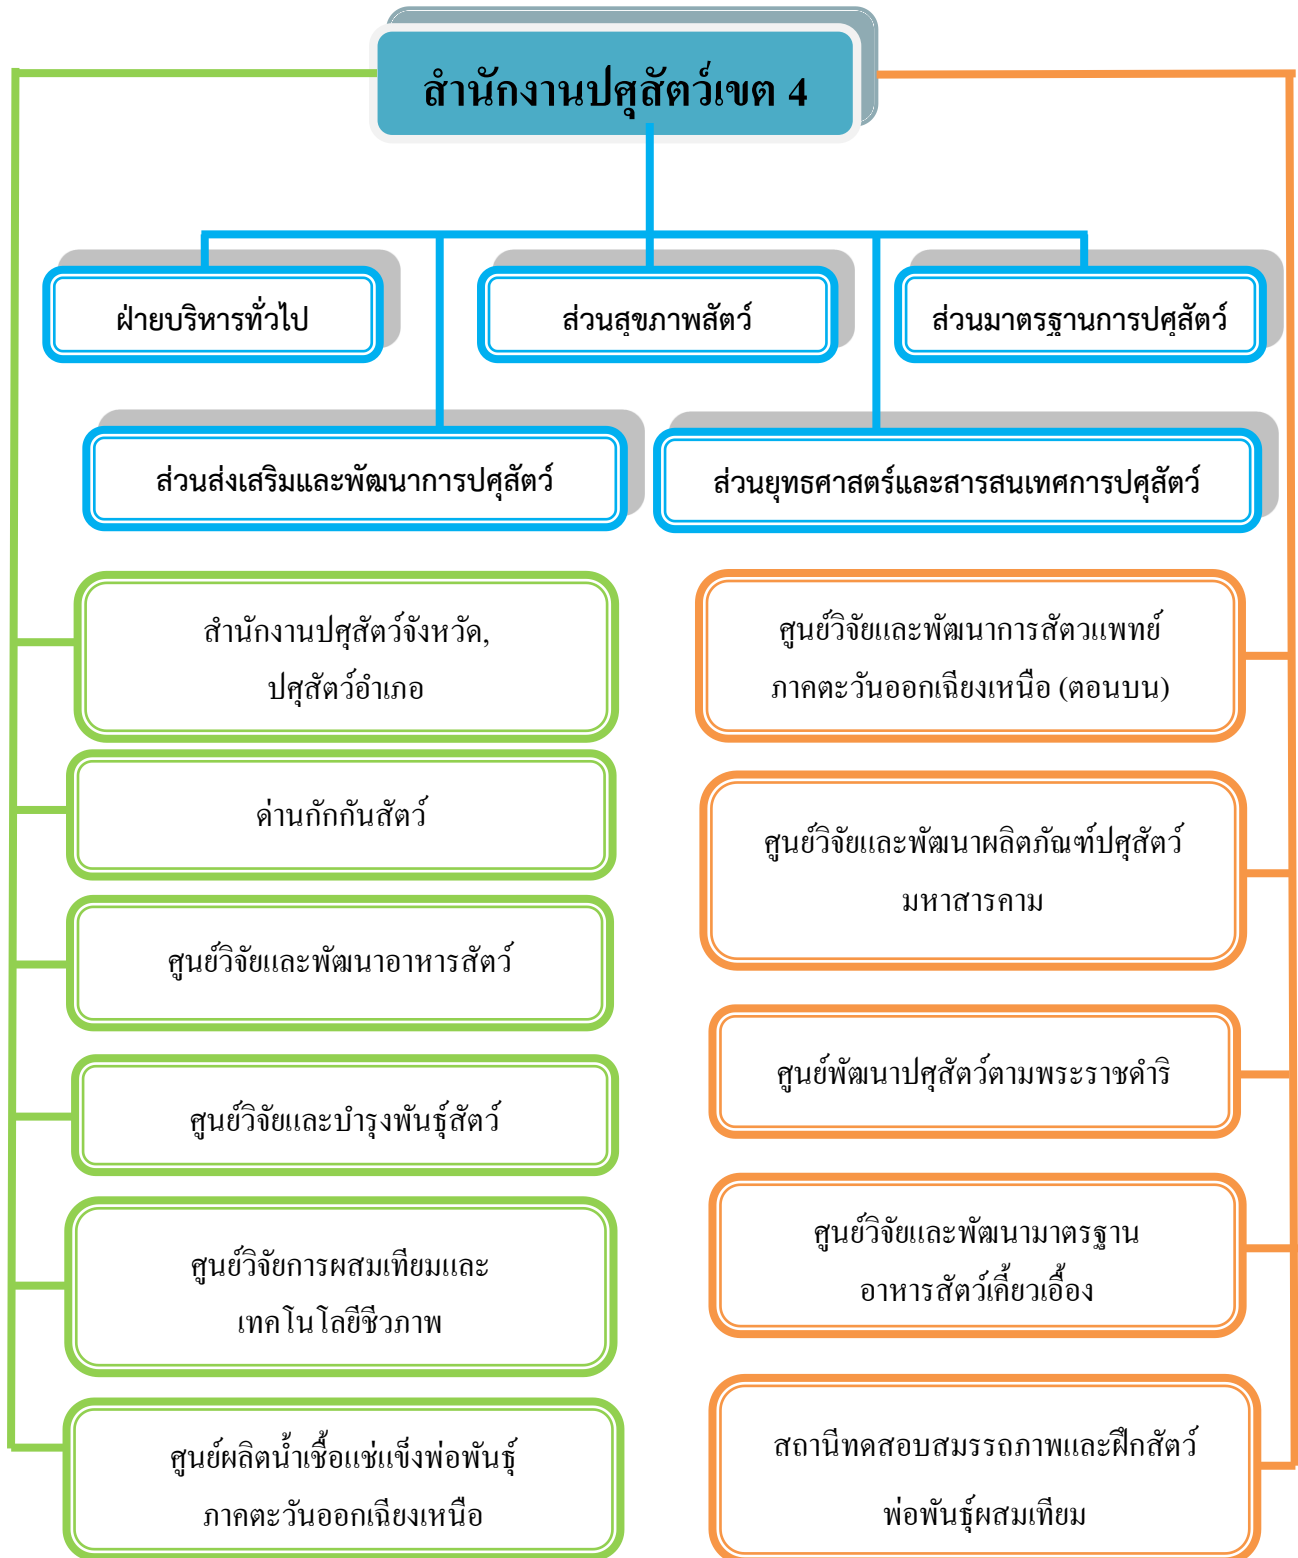 สำนักงานปศุสัตว์เขต 4
ฝ่ายบริหารทั่วไป
ส่วนสุขภาพสัตว์
ส่วนมาตรฐานการปศุสัตว์
ส่วนส่งเสริมและพัฒนาการปศุสัตว์
ส่วนยุทธศาสตร์และสารสนเทศการปศุสัตว์
สำนักงานปศุสัตว์จังหวัด,
ปศุสัตว์อำเภอ
ด่านกักกันสัตว์
ศูนย์วิจัยและพัฒนาอาหารสัตว์
ศูนย์วิจัยและบำรุงพันธุ์สัตว์
ศูนย์วิจัยการผสมเทียมและ
เทคโนโลยีชีวภาพ
ศูนย์ผลิตน้ำเชื้อแช่แข็งพ่อพันธุ์
ภาคตะวันออกเฉียงเหนือ
ศูนย์วิจัยและพัฒนาการสัตวแพทย์
ภาคตะวันออกเฉียงเหนือ (ตอนบน)
ศูนย์วิจัยและพัฒนาผลิตภัณฑ์ปศุสัตว์
มหาสารคาม
ศูนย์พัฒนาปศุสัตว์ตามพระราชดำริ
ศูนย์วิจัยและพัฒนามาตรฐาน
อาหารสัตว์เคี้ยวเอื้อง
สถานีทดสอบสมรรถภาพและฝึกสัตว์
พ่อพันธุ์ผสมเทียม